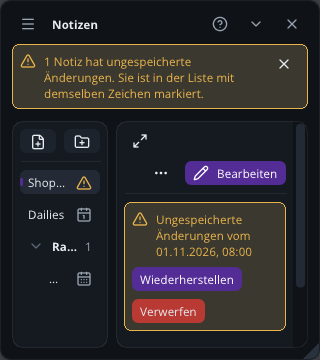 Notizen
1 Notiz hat ungespeicherte
Änderungen. Sie ist in der Liste mit
demselben Zeichen markiert.
Shop...
Dailies
Ra... 1
...
... Bearbeiten
Ungespeicherte
Änderungen vom
01.11.2026, 08:00
Wiederherstellen
Verwerfen